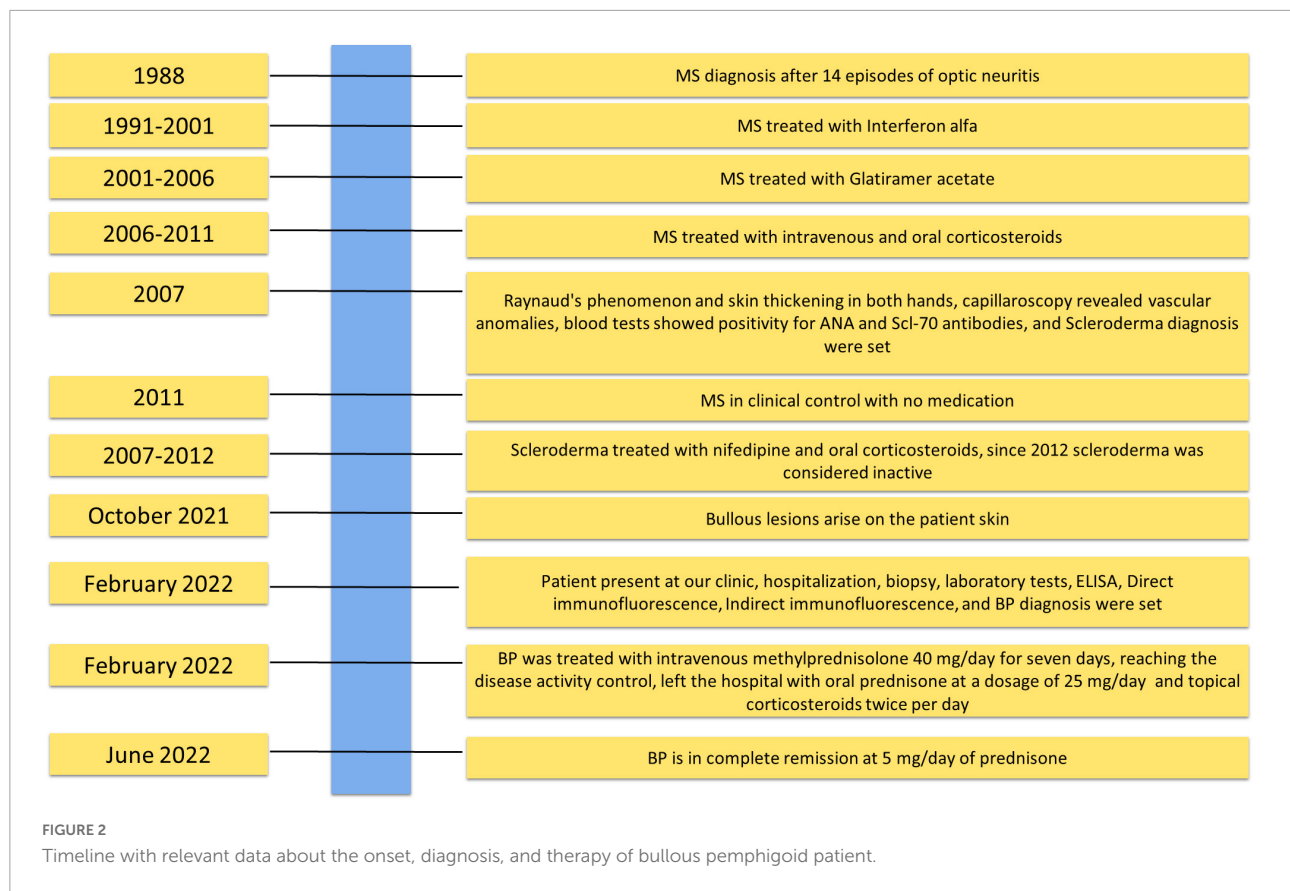 1988
MS diagnosis after 14 episodes of optic neuritis
1991-2001
MS treated with Interferon alfa
2001-2006
MS treated with Glatiramer acetate
2006-2011
MS treated with intravenous and oral corticosteroids
2007
Raynaud's phenomenon and skin thickening in both hands, capillaroscopy revealed vascular
anomalies, blood tests showed positivity for ANA and Scl-70 antibodies, and Scleroderma diagnosis
were set
2011
MS in clinical control with no medication
2007-2012
Scleroderma treated with nifedipine and oral corticosteroids, since 2012 scleroderma was
considered inactive
October 2021
Bullous lesions arise on the patient skin
February 2022
Patient present at our clinic, hospitalization, biopsy, laboratory tests, ELISA, Direct
immunofluorescence, Indirect immunofluorescence, and BP diagnosis were set
February 2022
BP was treated with intravenous methylprednisolone 40 mg/day for seven days, reaching the
disease activity control, left the hospital with oral prednisone at a dosage of 25 mg/day and topical
corticosteroids twice per day
June 2022
BP is in complete remission at 5 mg/day of prednisone
FIGURE 2
Timeline with relevant data about the onset, diagnosis, and therapy of bullous pemphigoid patient.